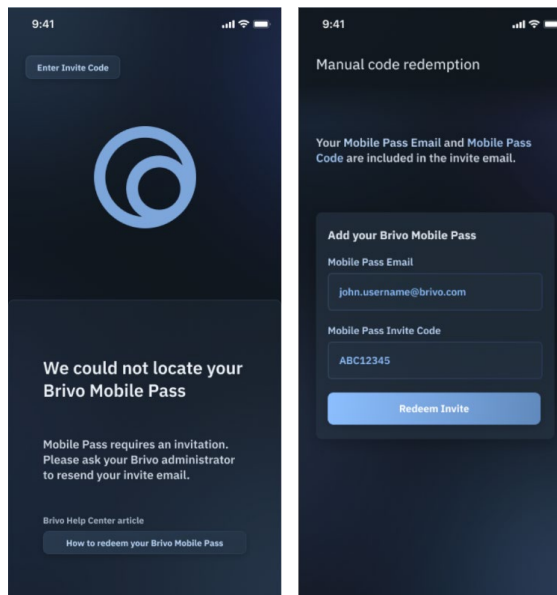 9:41
Enter Invite Code
We could not locate your
Brivo Mobile Pass
Mobile Pass requires an invitation.
Please ask your Brivo administrator
to resend your invite email.
Brivo Help Center article
How to redeem your Brivo Mobile Pass
9:41
Manual code redemption
Your Mobile Pass Email and Mobile Pass
Code are included in the invite email.
Add your Brivo Mobile Pass
Mobile Pass Email
john.username@brivo.com
Mobile Pass Invite Code
ABC12345
Redeem Invite